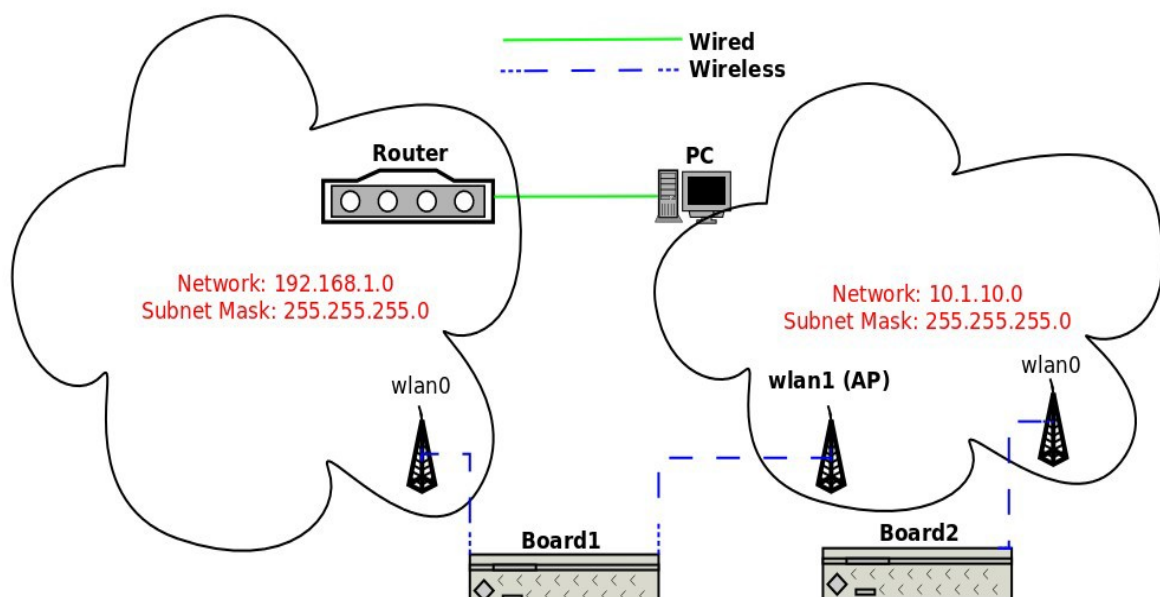 Wired
Wireless
Router
PC
Network: 192.168.1.0
Subnet Mask: 255.255.255.0
Network: 10.1.10.0
Subnet Mask: 255.255.255.0
wlan0
wlan1 (AP)
wlan0
Board1
Board2